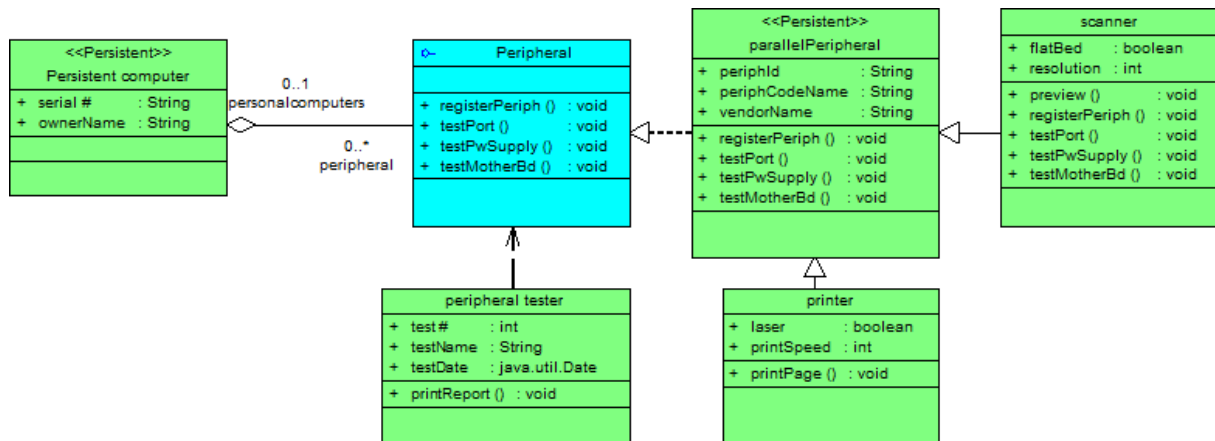 <<Persistent>>
Persistent computer
+ serial # : String
+ ownerName : String
0..1
personalcomputers
0..*
peripheral
Peripheral
+ registerPeriph () : void
+ testPort () : void
+ testPwSupply () : void
+ testMotherBd () : void
<<Persistent>>
parallelPeripheral
+ periphId : String
+ periphCodeName : String
+ vendorName : String
+ registerPeriph () : void
+ testPort () : void
+ testPwSupply () : void
+ testMotherBd () : void
scanner
+ flatBed : boolean
+ resolution : int
+ preview () : void
+ registerPeriph () : void
+ testPort () : void
+ testPwSupply () : void
+ testMotherBd () : void
peripheral tester
+ test # : int
+ testName : String
+ testDate : java.util.Date
+ printReport () : void
printer
+ laser : boolean
+ printSpeed : int
+ printPage () : void